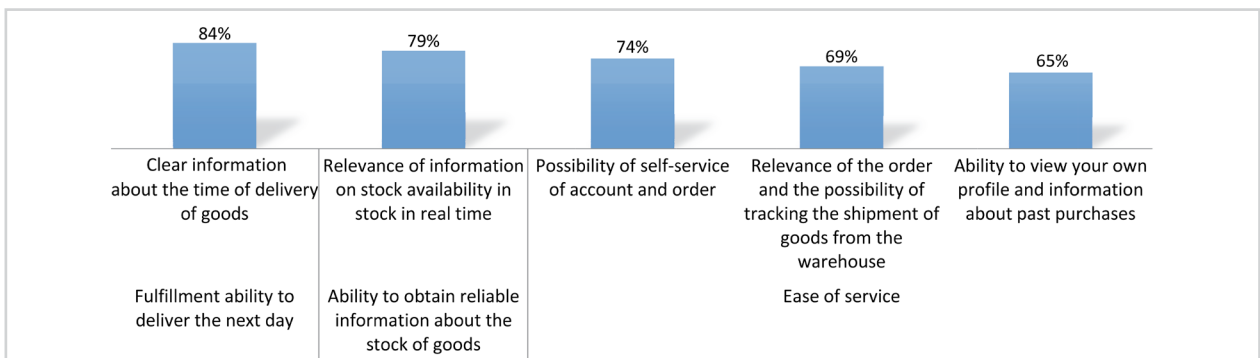 84%
79%
74%
69%
65%
Clear information
about the time of delivery
of goods
Relevance of information
on stock availability in
stock in real time
Possibility of self-service
of account and order
Relevance of the order
and the possibility of
tracking the shipment of
goods from the
warehouse
Ability to view your own
profile and information
about past purchases
Fulfillment ability to
deliver the next day
Ability to obtain reliable
information about the
stock of goods
Ease of service